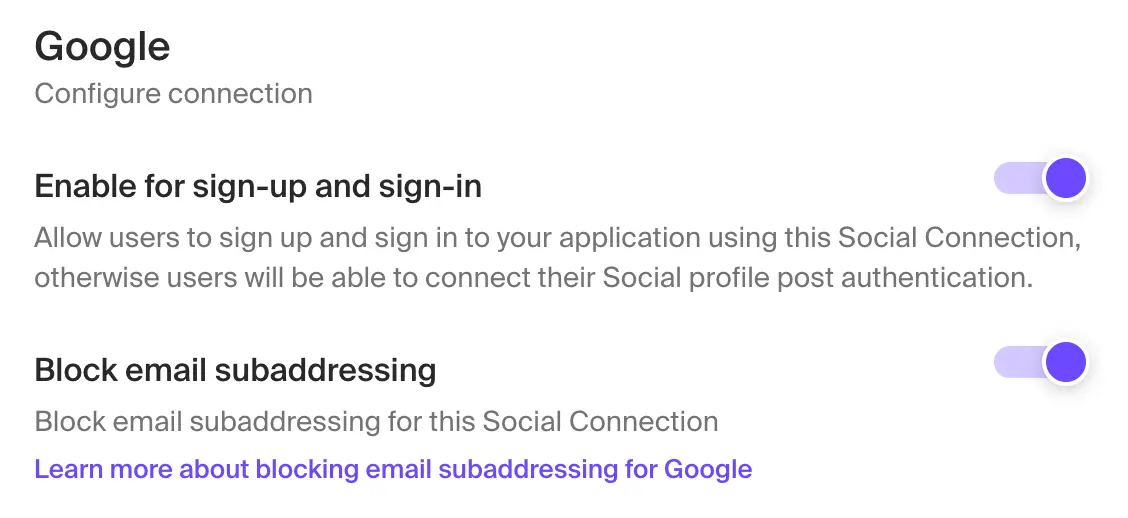 Google
Configure connection
Enable for sign-up and sign-in
Allow users to sign up and sign in to your application using this Social Connection,
otherwise users will be able to connect their Social profile post authentication.
Block email subaddressing
Block email subaddressing for this Social Connection
Learn more about blocking email subaddressing for Google